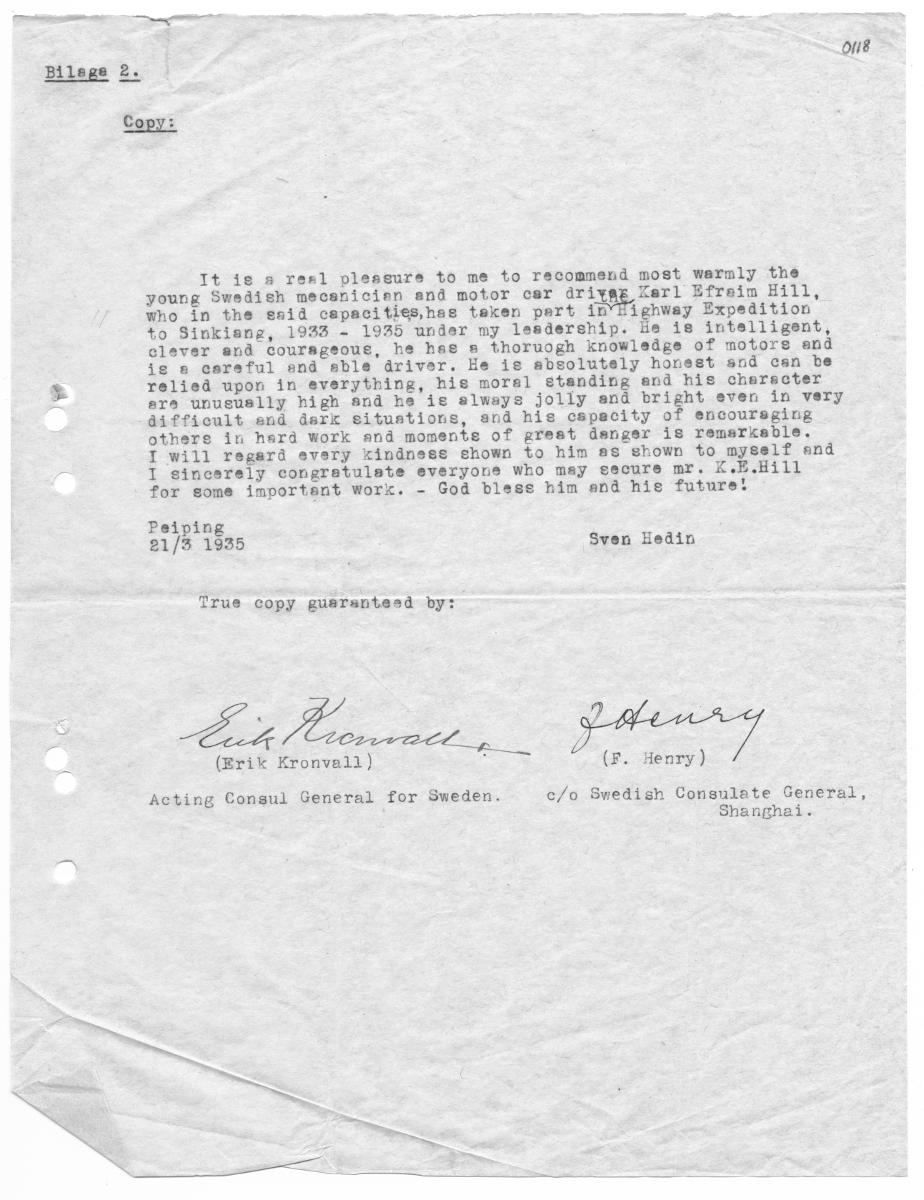 0118
Bilaga 2.
Copy:
It is a real pleasure to me to recommend most warmly the
young Swedish mecanician and motor car driver Karl Efraim Hill,
who in the said capacities,has taken part in the Highway Expedition
to Sinkiang, 1933 - 1935 under my leadership. He is intelligent,
clever and courageous, he has a thoruogh knowledge of motors and
is a careful and able driver. He is absolutely honest and can be
relied upon in everything, his moral standing and his character
are unusually high and he is always jolly and bright even in very
difficult and dark situations, and his capacity of encouraging
others in hard work and moments of great danger is remarkable.
I will regard every kindness shown to him as shown to myself and
I sincerely congratulate everyone who may secure mr. K.E.Hill
for some important work. - God bless him and his future!
Peiping
21/3 1935
Sven Hedin
True copy guaranteed by:
Erik Kronvall
F Henry
(Erik Kronvall)
(F. Henry)
Acting Consul General for Sweden.
c/o Swedish Consulate General,
Shanghai.